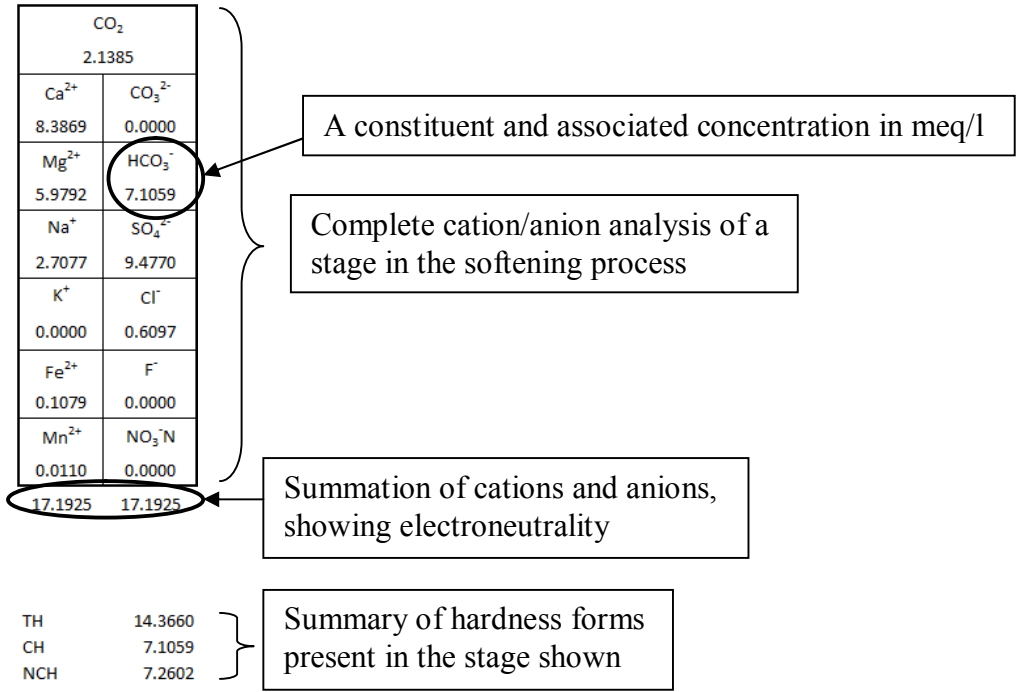 CO₂
2.1385
Ca²⁺ CO₃²⁻
8.3869 0.0000
Mg²⁺ HCO₃⁻
5.9792 7.1059
Na⁺ SO₄²⁻
2.7077 9.4770
K⁺ Cl⁻
0.0000 0.6097
Fe²⁺ F⁻
0.1079 0.0000
Mn²⁺ NO₃⁻N
0.0110 0.0000
17.1925 17.1925
A constituent and associated concentration in meq/l
Complete cation/anion analysis of a
stage in the softening process
Summation of cations and anions,
showing electroneutrality
TH 14.3660
CH 7.1059
NCH 7.2602
Summary of hardness forms
present in the stage shown